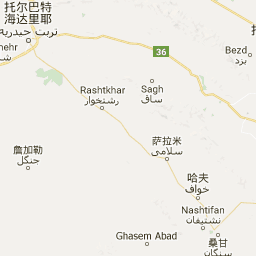 托尔巴特
海达里耶
تربت حیدریه
36
Bezd
بزد
Sagh
ساق
Rashtkhar
رشتخوار
萨拉米
سلامی
詹加勒
جنگل
哈夫
خواف
Nashtifan
نشتیفان
Ghasem Abad
桑甘
سنگان